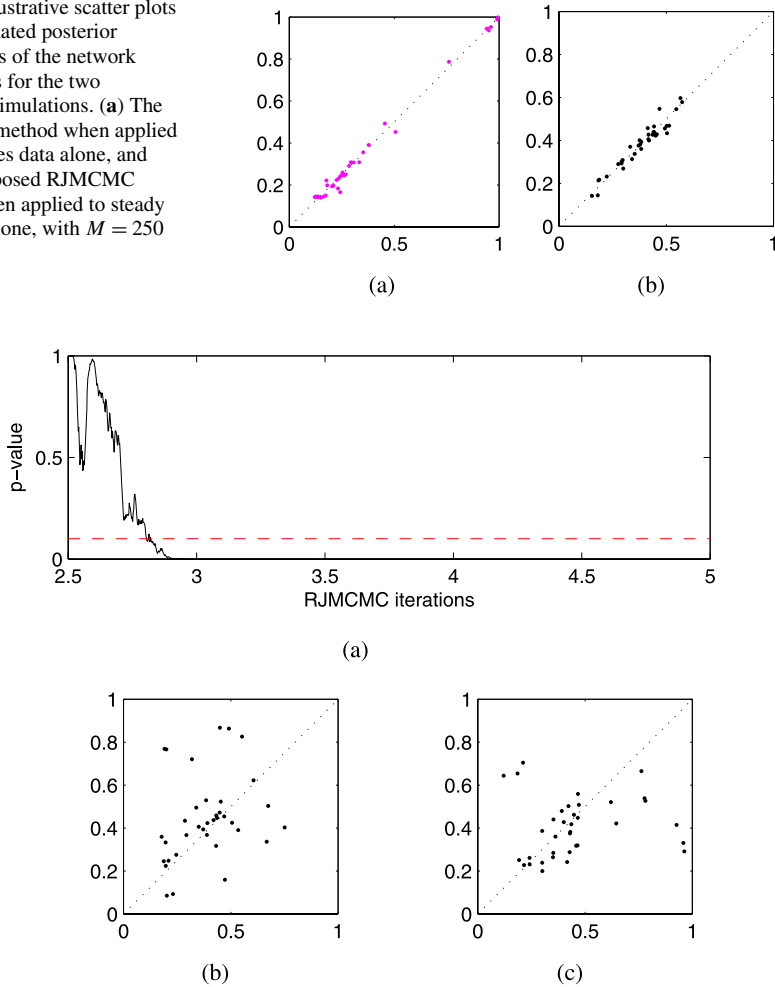 ustrative scatter plots
lated posterior
s of the network
s for the two
imulations. (a) The
method when applied
es data alone, and
posed RJMCMC
en applied to steady
lone, with M = 250
1
0.8
0.6
0.4
0.2
0
0 0.5 1
(a)
1
0.8
0.6
0.4
0.2
0
0 0.5 1
(b)
1
0.5
0
p−value
2.5 3 3.5 4 4.5 5
RJMCMC iterations
(a)
1
0.8
0.6
0.4
0.2
0
0 0.5 1
(b)
1
0.8
0.6
0.4
0.2
0
0 0.5 1
(c)